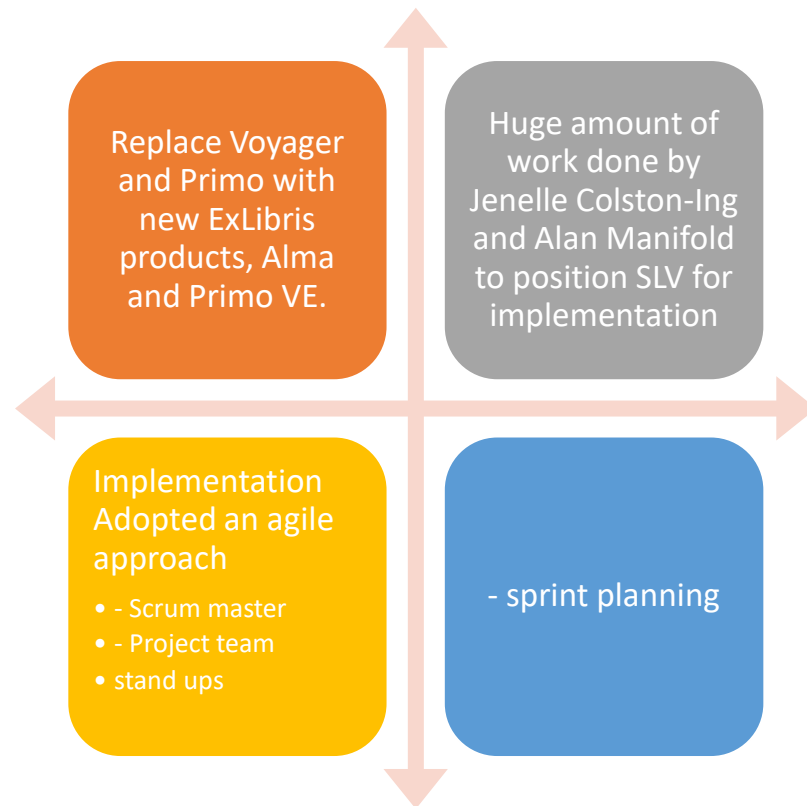 Replace Voyager
and Primo with
new ExLibris
products, Alma
and Primo VE.
Huge amount of
work done by
Jenelle Colston-Ing
and Alan Manifold
to position SLV for
implementation
Implementation
Adopted an agile
approach
• - Scrum master
• - Project team
• stand ups
- sprint planning